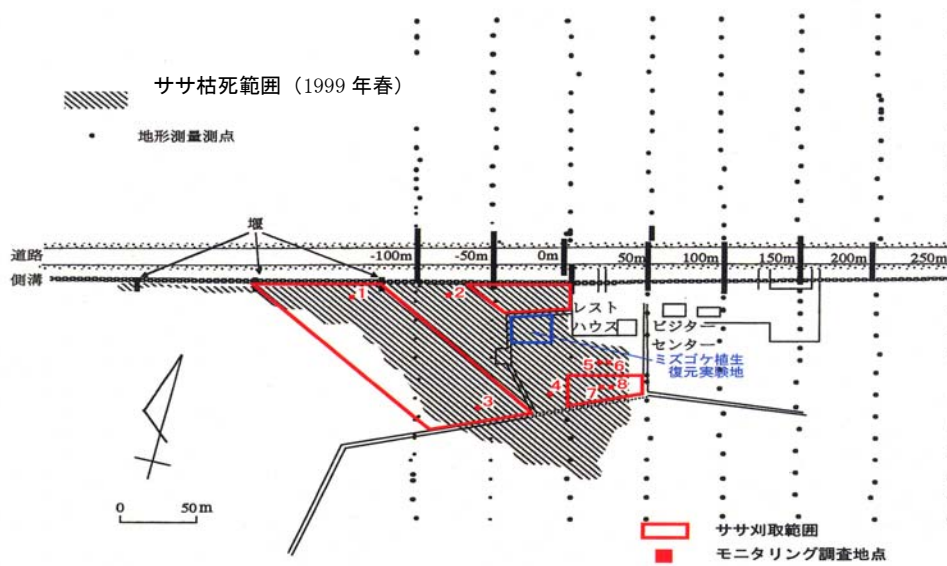 ササ枯死範囲（1999 年春）
地形測量測点
堰
道路
-100m
-50m
0m
50m
100m
150m
200m
250m
側溝
1
2
レスト
ハウス
ビジター
センター
ミズゴケ植生
復元実験地
5
6
4
7
8
3
0
50 m
ササ刈取範囲
モニタリング調査地点